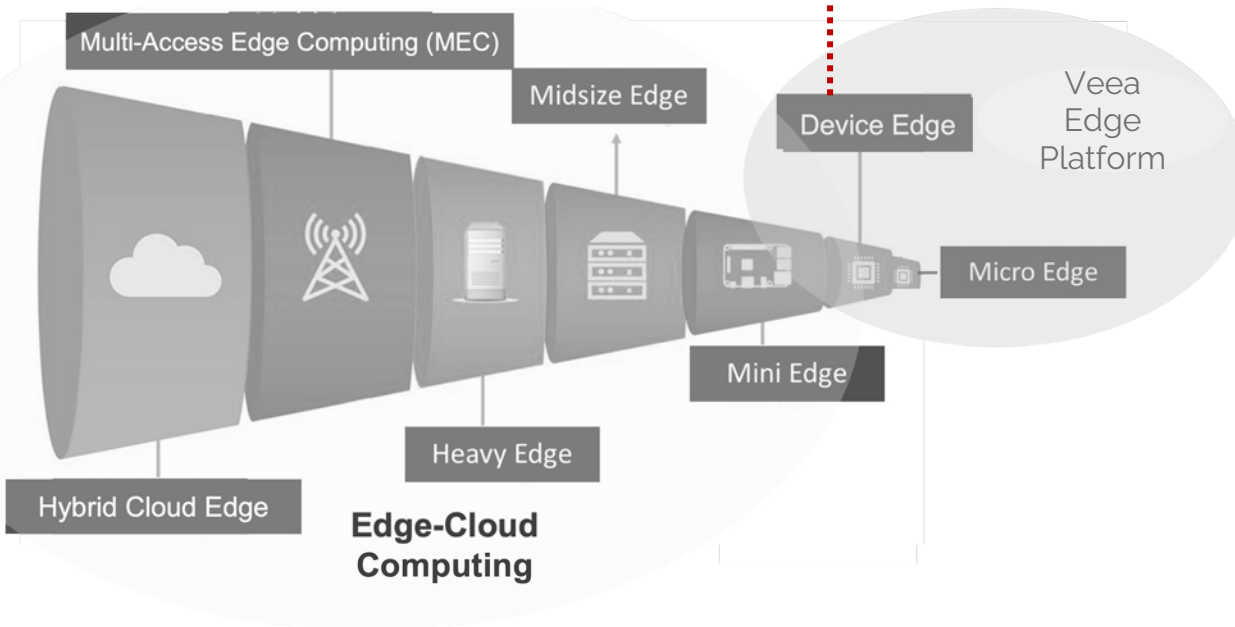 Multi-Access Edge Computing (MEC)
Midsize Edge
Device Edge
Veea
Edge
Platform
Micro Edge
Mini Edge
Heavy Edge
Hybrid Cloud Edge
Edge-Cloud
Computing